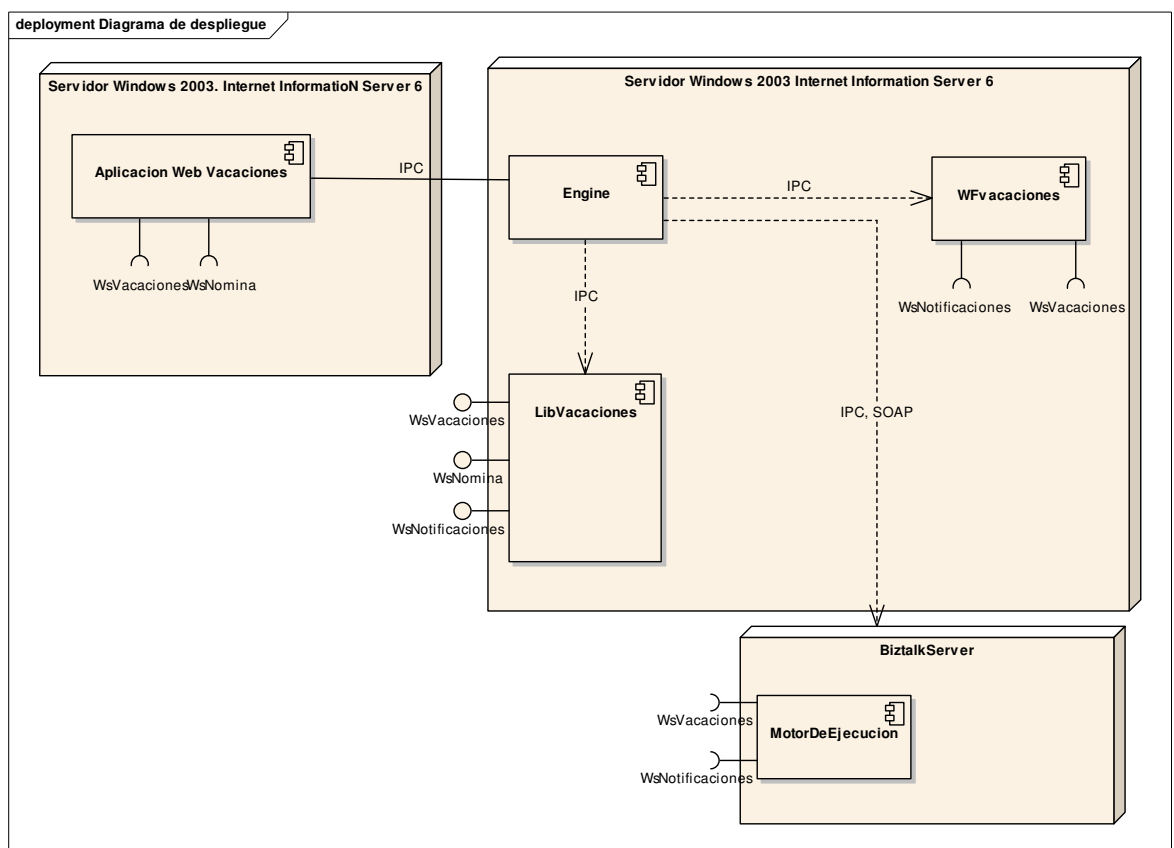 deployment Diagrama de despliegue
Servidor Windows 2003. Internet InformatioN Server 6
Aplicacion Web Vacaciones
WsVacaciones
WsNomina
IPC
Servidor Windows 2003 Internet Information Server 6
Engine
IPC
WFvacaciones
WsNotificaciones
WsVacaciones
IPC
LibVacaciones
WsVacaciones
WsNomina
WsNotificaciones
IPC, SOAP
BiztalkServer
MotorDeEjecucion
WsVacaciones
WsNotificaciones